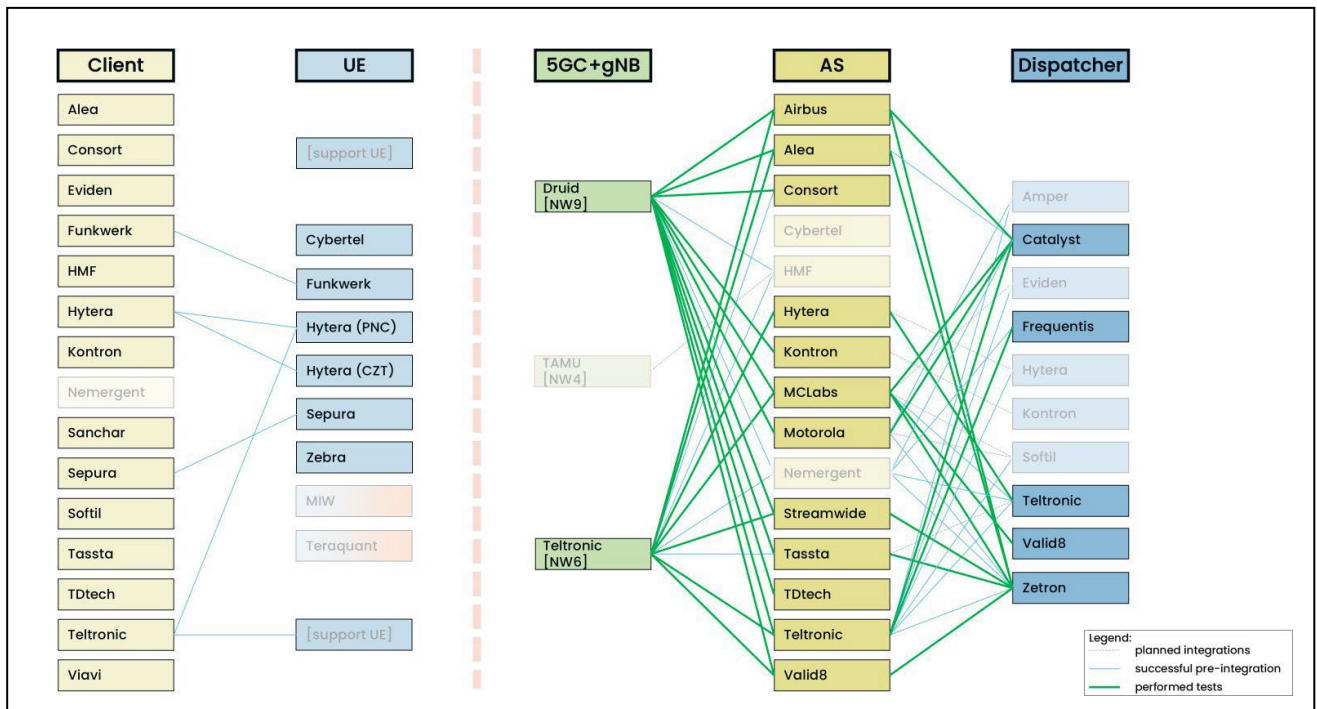 Client
UE
5GC+gNB
AS
Dispatcher
Alea
Consort
Eviden
Funkwerk
HMF
Hytera
Kontron
Nemergent
Sanchar
Sepura
Softil
Tassta
TDtech
Teltronic
Viavi
[support UE]
Cybertel
Funkwerk
Hytera (PNC)
Hytera (CZT)
Sepura
Zebra
MIW
Teraquant
[support UE]
Druid
[NW9]
TAMU
[NW4]
Teltronic
[NW6]
Airbus
Alea
Consort
Cybertel
HMF
Hytera
Kontron
MCLabs
Motorola
Nemergent
Streamwide
Tassta
TDtech
Teltronic
Valid8
Amper
Catalyst
Eviden
Frequentis
Hytera
Kontron
Softil
Teltronic
Valid8
Zetron
Legend:
planned integrations
successful pre-integration
performed tests